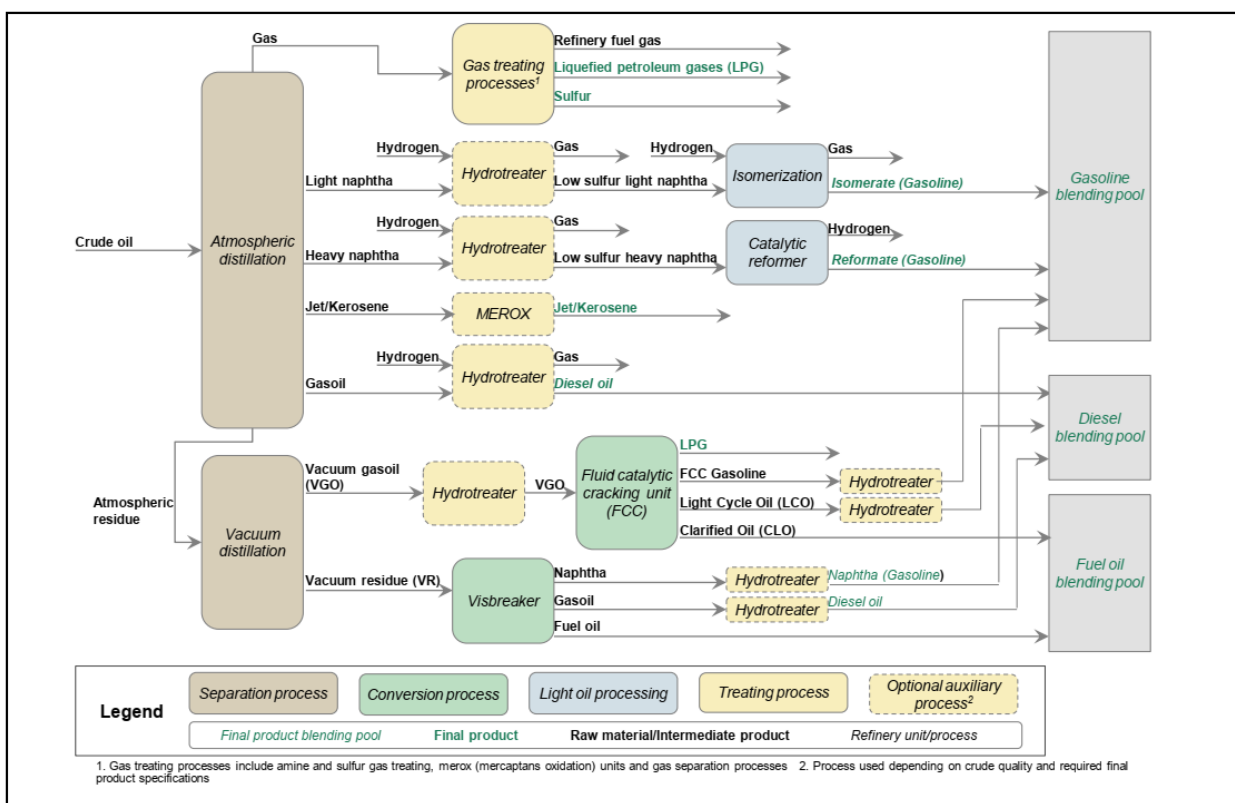 Gas
Gas treating
processes1
Refinery fuel gas
Liquefied petroleum gases (LPG)
Sulfur
Hydrogen
Light naphtha
Hydrotreater
Gas
Low sulfur light naphtha
Hydrogen
Isomerization
Gas
Isomerate (Gasoline)
Gasoline
blending pool
Crude oil
Atmospheric
distillation
Hydrogen
Heavy naphtha
Hydrotreater
Gas
Low sulfur heavy naphtha
Catalytic
reformer
Hydrogen
Reformate (Gasoline)
Jet/Kerosene
MEROX
Jet/Kerosene
Hydrogen
Gasoil
Hydrotreater
Gas
Diesel oil
Diesel
blending pool
Atmospheric
residue
Vacuum
distillation
Vacuum gasoil
(VGO)
Hydrotreater
VGO
Fluid catalytic
cracking unit
(FCC)
LPG
FCC Gasoline
Hydrotreater
Light Cycle Oil (LCO)
Hydrotreater
Clarified Oil (CLO)
Fuel oil
blending pool
Vacuum residue (VR)
Visbreaker
Naphtha
Hydrotreater
Naphtha (Gasoline)
Gasoil
Hydrotreater
Diesel oil
Fuel oil
Legend
Separation process
Conversion process
Light oil processing
Treating process
Optional auxiliary
process2
Final product blending pool
Final product
Raw material/Intermediate product
Refinery unit/process
1. Gas treating processes include amine and sulfur gas treating, merox (mercaptans oxidation) units and gas separation processes 2. Process used depending on crude quality and required final
product specifications